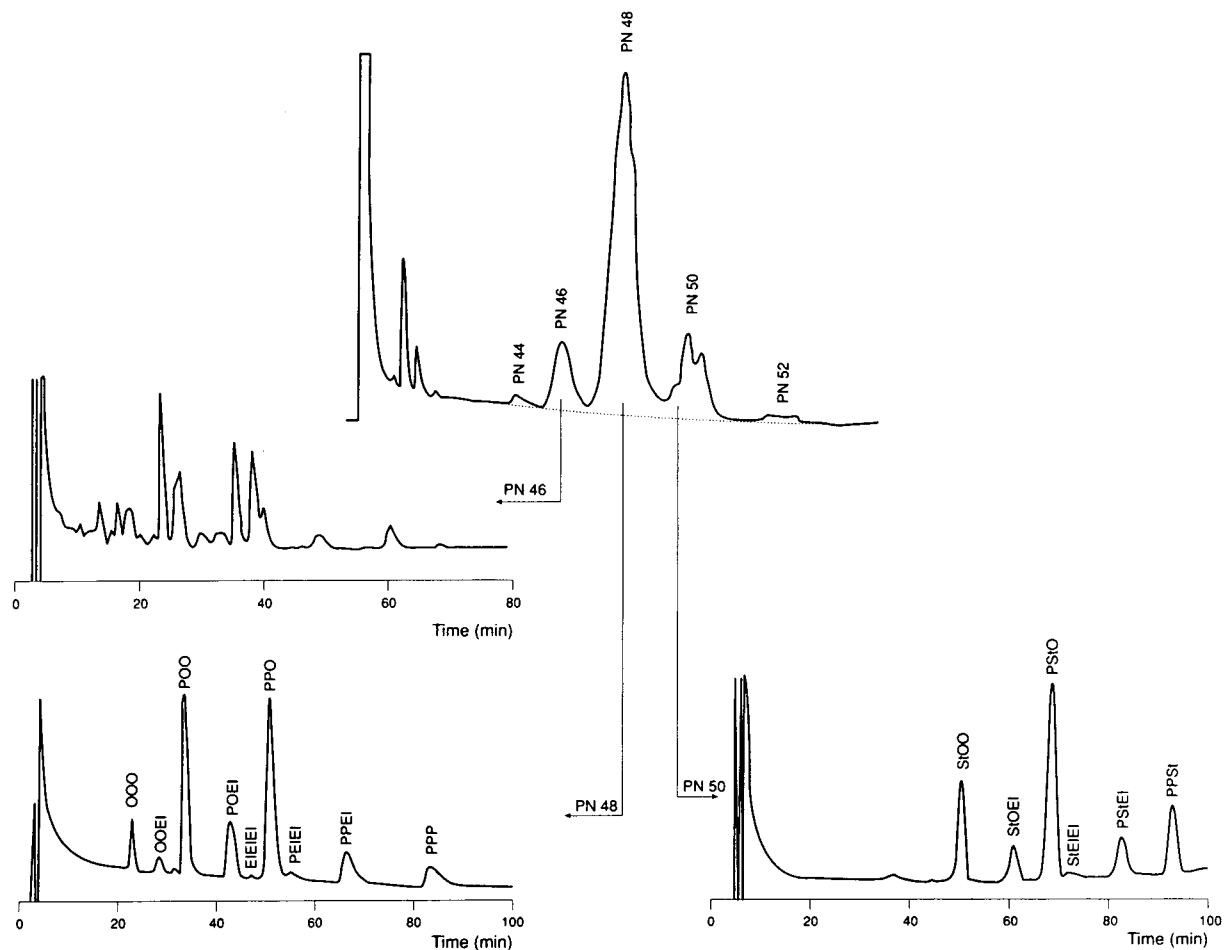 PN 48
PN 46
PN 50
PN 44
PN 52
PN 46
0 20 40 60 80
Time (min)
PN 48
PN 50
OOO
OOEl
POO
POEl
ElElEl
PPO
PElEl
PPEl
PPP
0 20 40 60 80 100
Time (min)
StOO
StOEl
PStO
StElEl
PStEl
PPSt
0 20 40 60 80 100
Time (min)